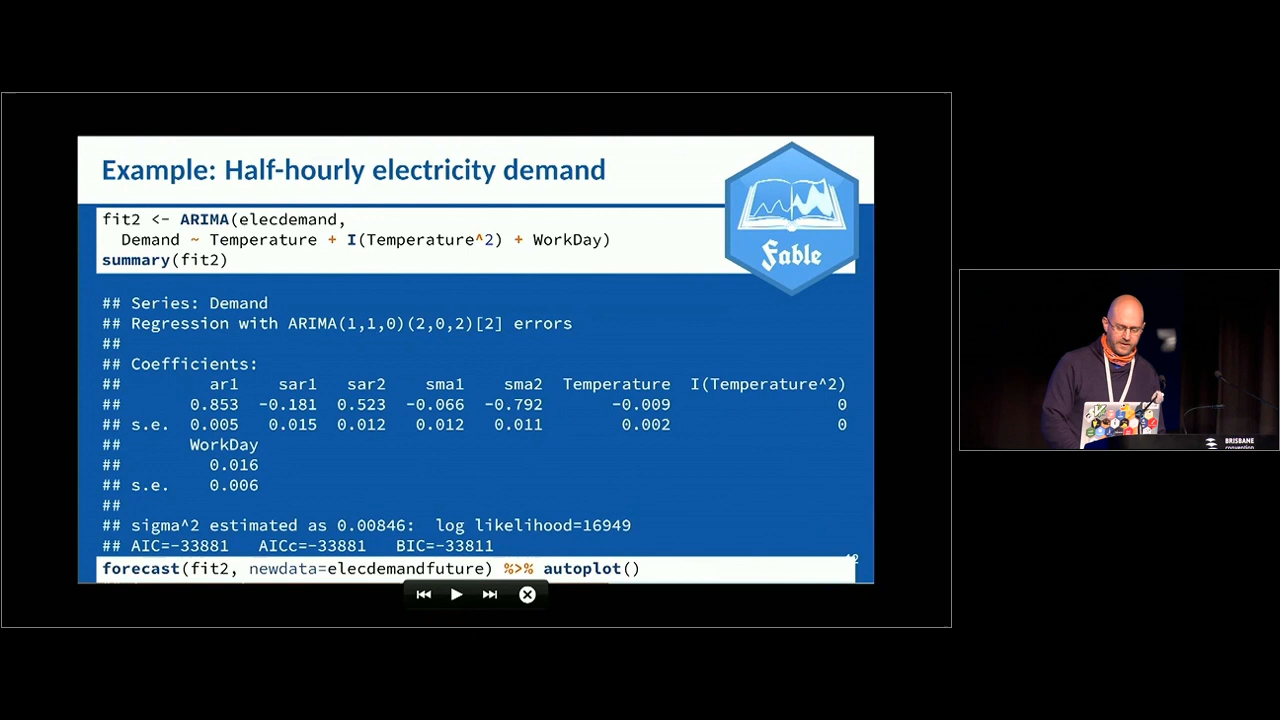 Example: Half-hourly electricity demand
Fable
fit2 <- ARIMA(elecdemand,
Demand ~ Temperature + I(Temperature^2) + WorkDay)
summary(fit2)
## Series: Demand
## Regression with ARIMA(1,1,0)(2,0,2)[2] errors
##
## Coefficients:
## ar1 sar1 sar2 sma1 sma2 Temperature I(Temperature^2)
## 0.853 -0.181 0.523 -0.066 -0.792 -0.009 0
## s.e. 0.005 0.015 0.012 0.012 0.011 0.002 0
## WorkDay
## 0.016
## s.e. 0.006
##
## sigma^2 estimated as 0.00846: log likelihood=16949
## AIC=-33881 AICc=-33881 BIC=-33811
forecast(fit2, newdata=elecdemandfuture) %>% autoplot()
BRISBANE
convention